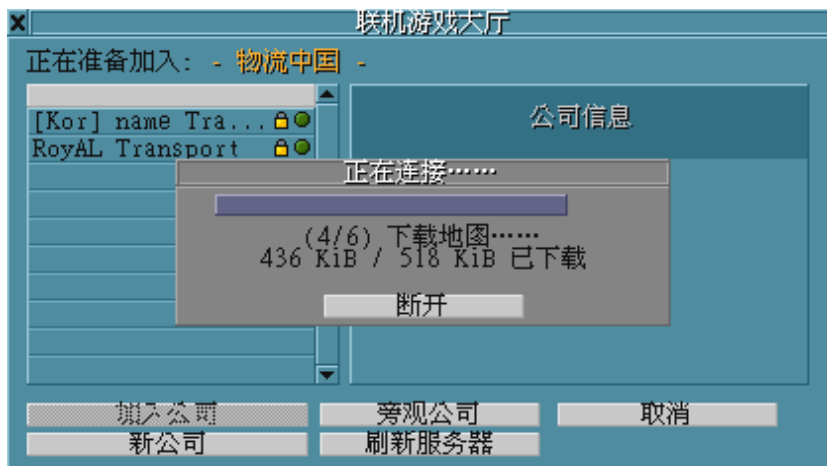 联机游戏大厅
正在准备加入: - 物流中国 -
[Kor] name Tra...
公司信息
RoyAL Transport
正在连接……
(4/6) 下载地图……
436 KiB / 518 KiB 已下载
断开
加入公司 旁观公司 取消
新公司 刷新服务器